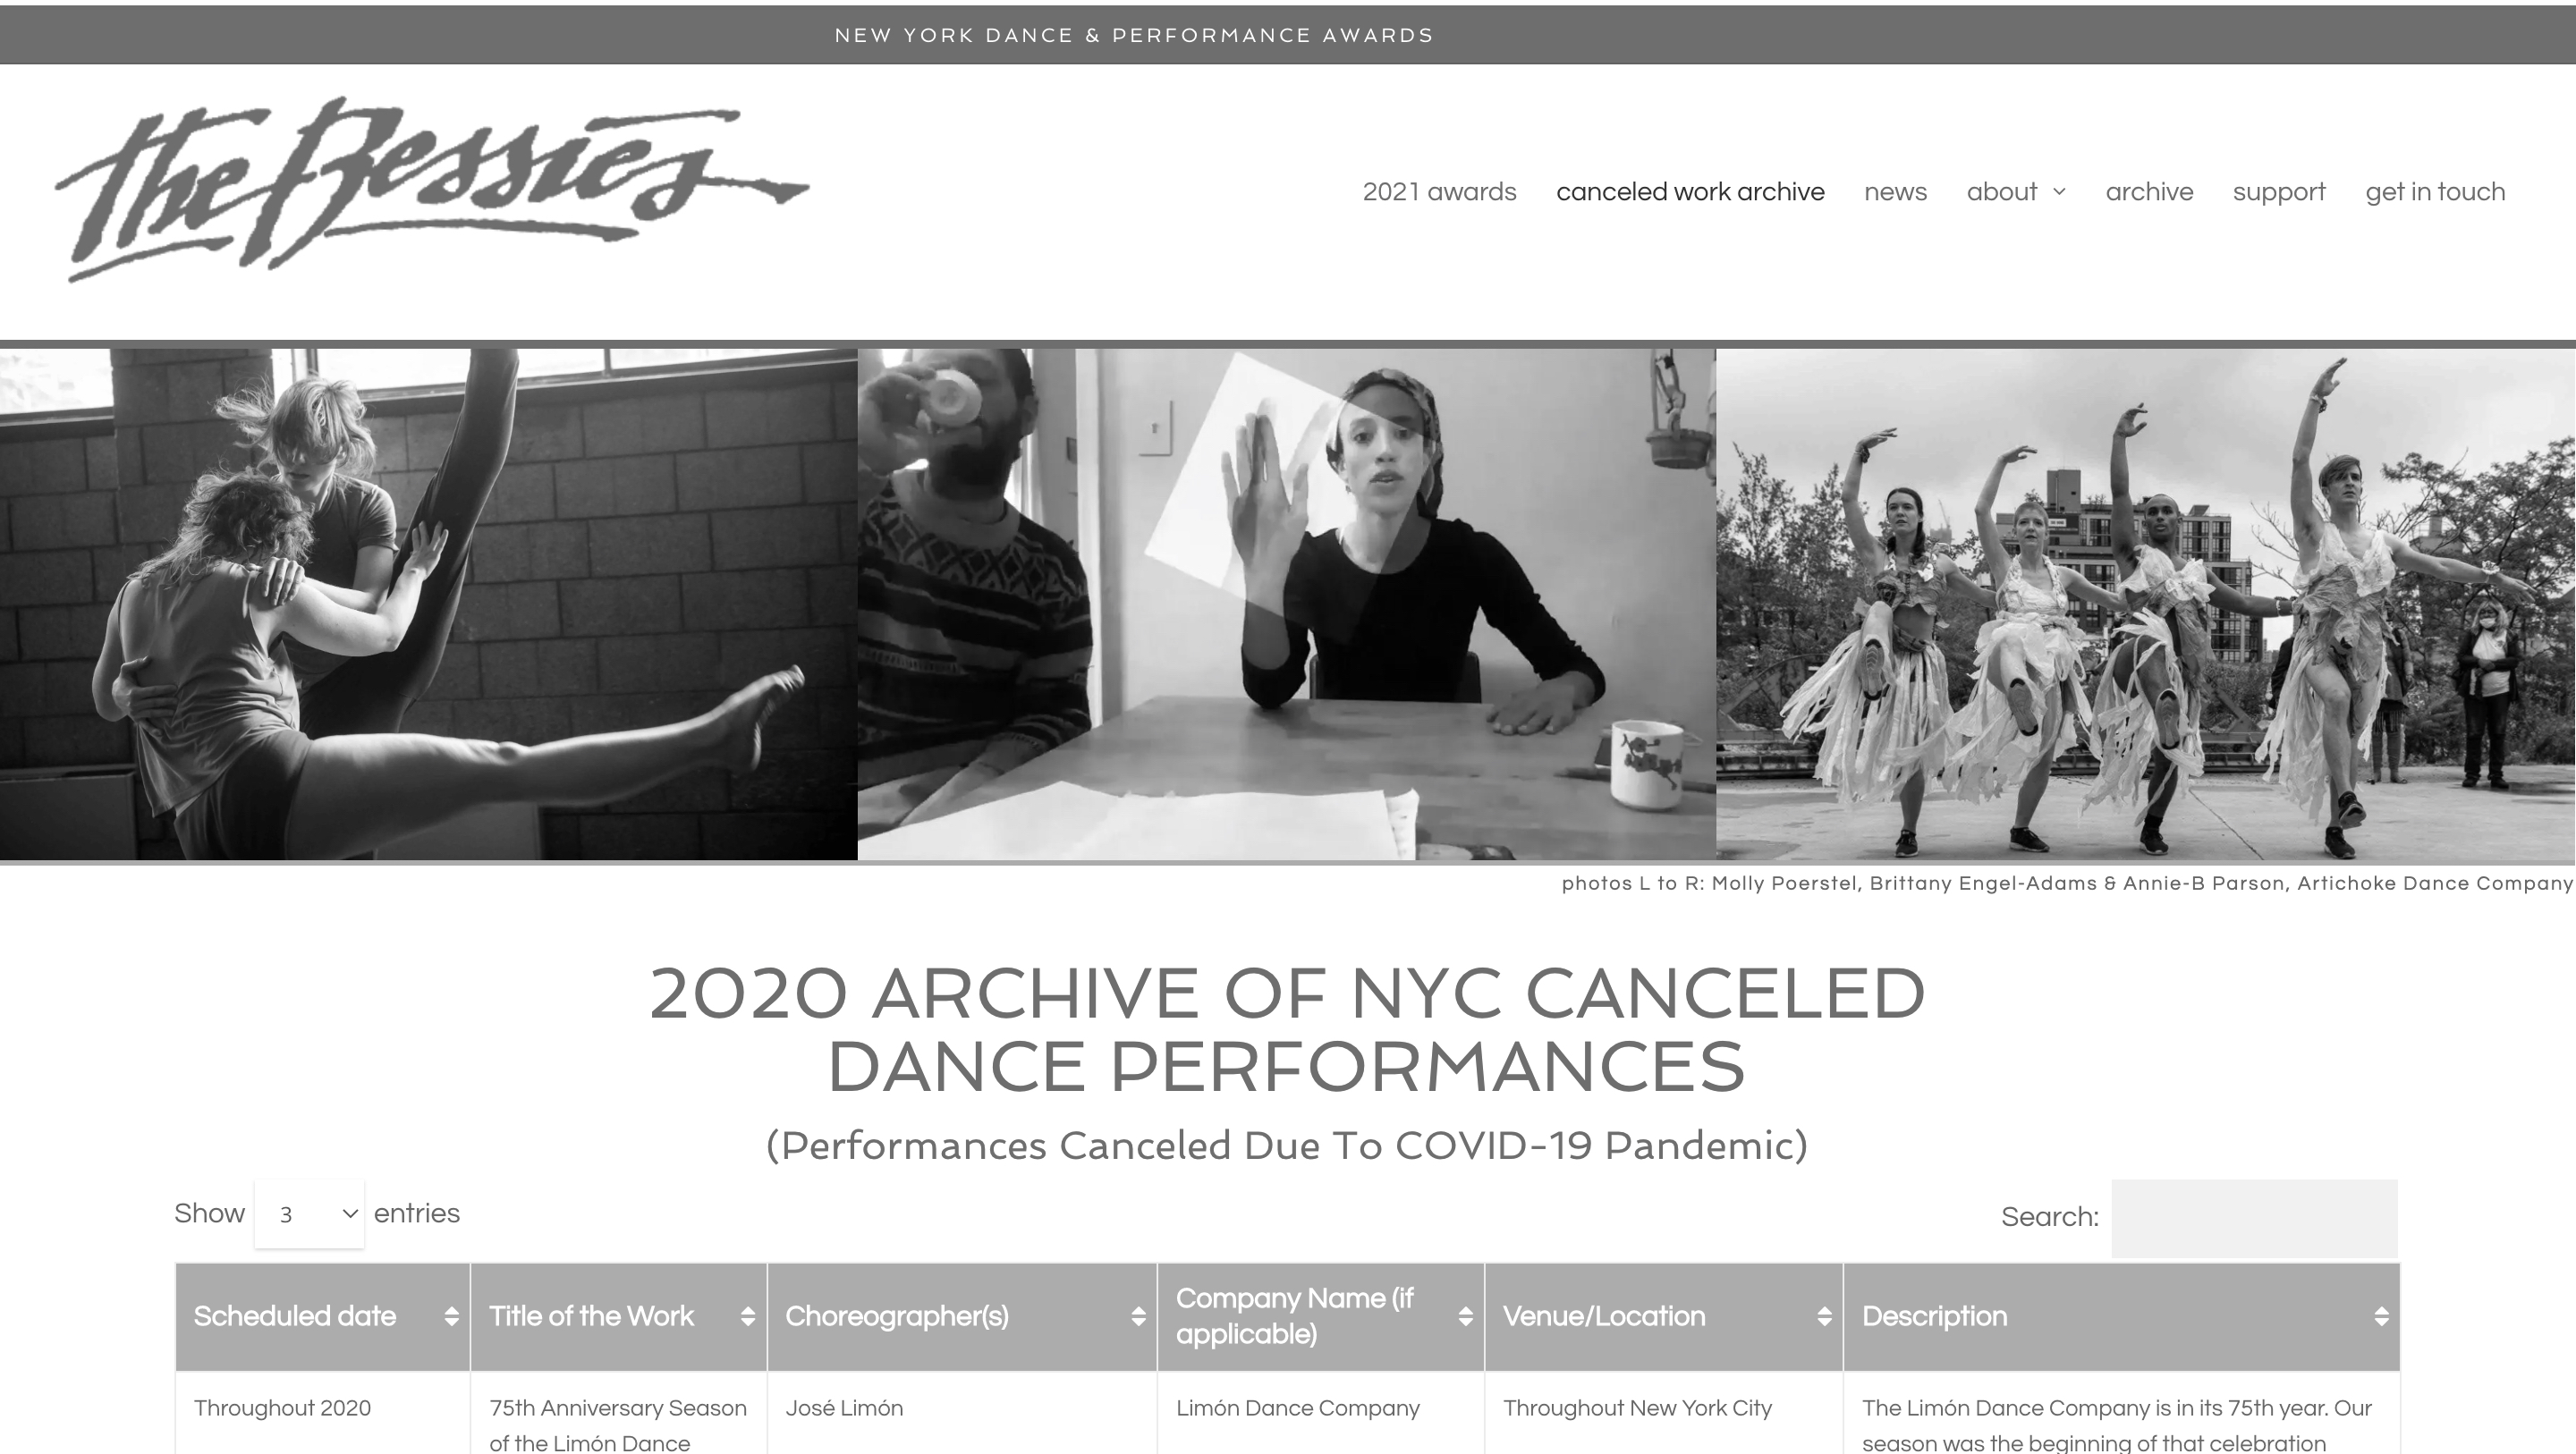 NEW YORK DANCE & PERFORMANCE AWARDS
the Bessies
2021 awards canceled work archive news about archive support get in touch
photos L to R: Molly Poerstel, Brittany Engel-Adams & Annie-B Parson, Artichoke Dance Company
2020 ARCHIVE OF NYC CANCELED
DANCE PERFORMANCES
(Performances Canceled Due To COVID-19 Pandemic)
Show 3 entries
Search:
Scheduled date
Title of the Work
Choreographer(s)
Company Name (if
applicable)
Venue/Location
Description
Throughout 2020
75th Anniversary Season
of the Limón Dance
José Limón
Limón Dance Company
Throughout New York City
The Limón Dance Company is in its 75th year. Our
season was the beginning of that celebration